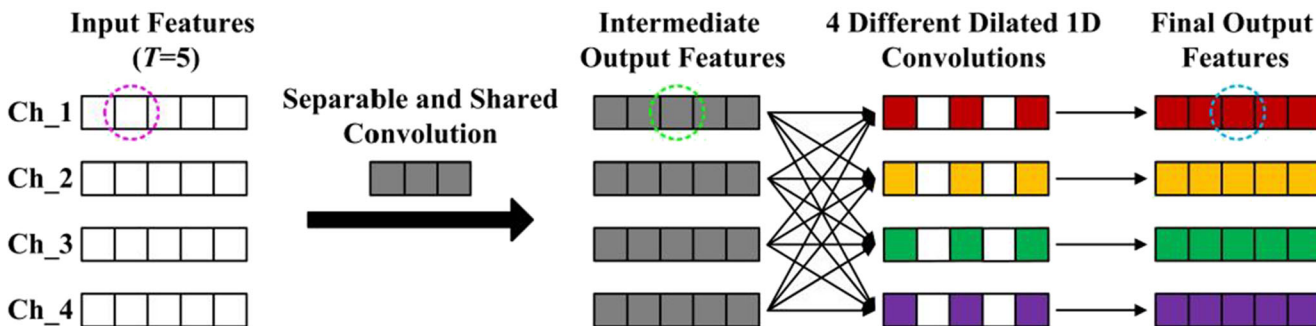 Input Features
(T=5)
Separable and Shared
Convolution
Intermediate
Output Features
4 Different Dilated 1D
Convolutions
Final Output
Features
Ch_1
Ch_2
Ch_3
Ch_4